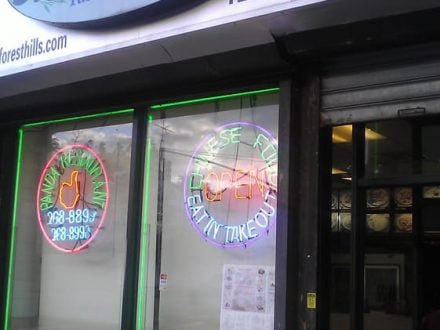 foresthills.com
PANDA RESTAURANT
268-8893
268-8993
CHINESE FOOD
OPEN
EAT IN TAKE OUT